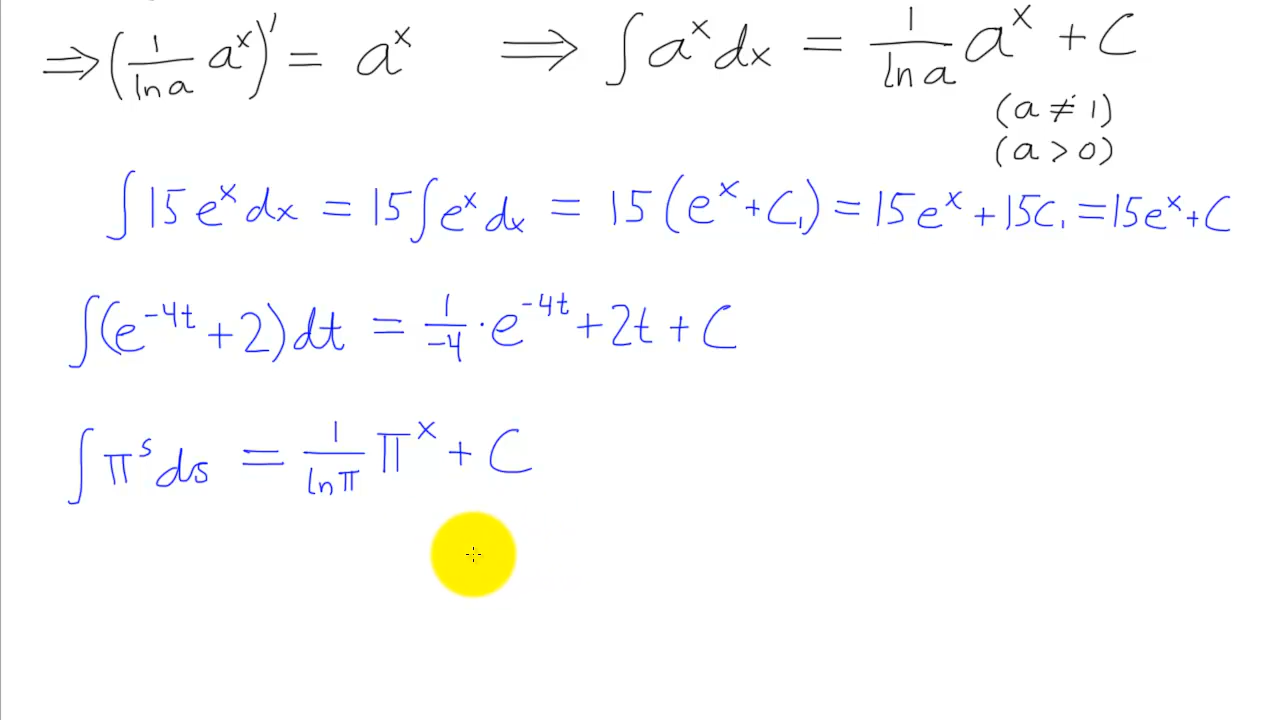 ⇒ (1/ln a a^x)' = a^x ⇒ ∫ a^x dx = 1/ln a a^x + C
(a ≠ 1)
(a > 0)
∫ 15 e^x dx = 15 ∫ e^x dx = 15 (e^x + C₁) = 15e^x + 15C₁ = 15e^x + C
∫ (e^{-4t} + 2) dt = 1/-4 · e^{-4t} + 2t + C
∫ π^s ds = 1/ln π π^x + C